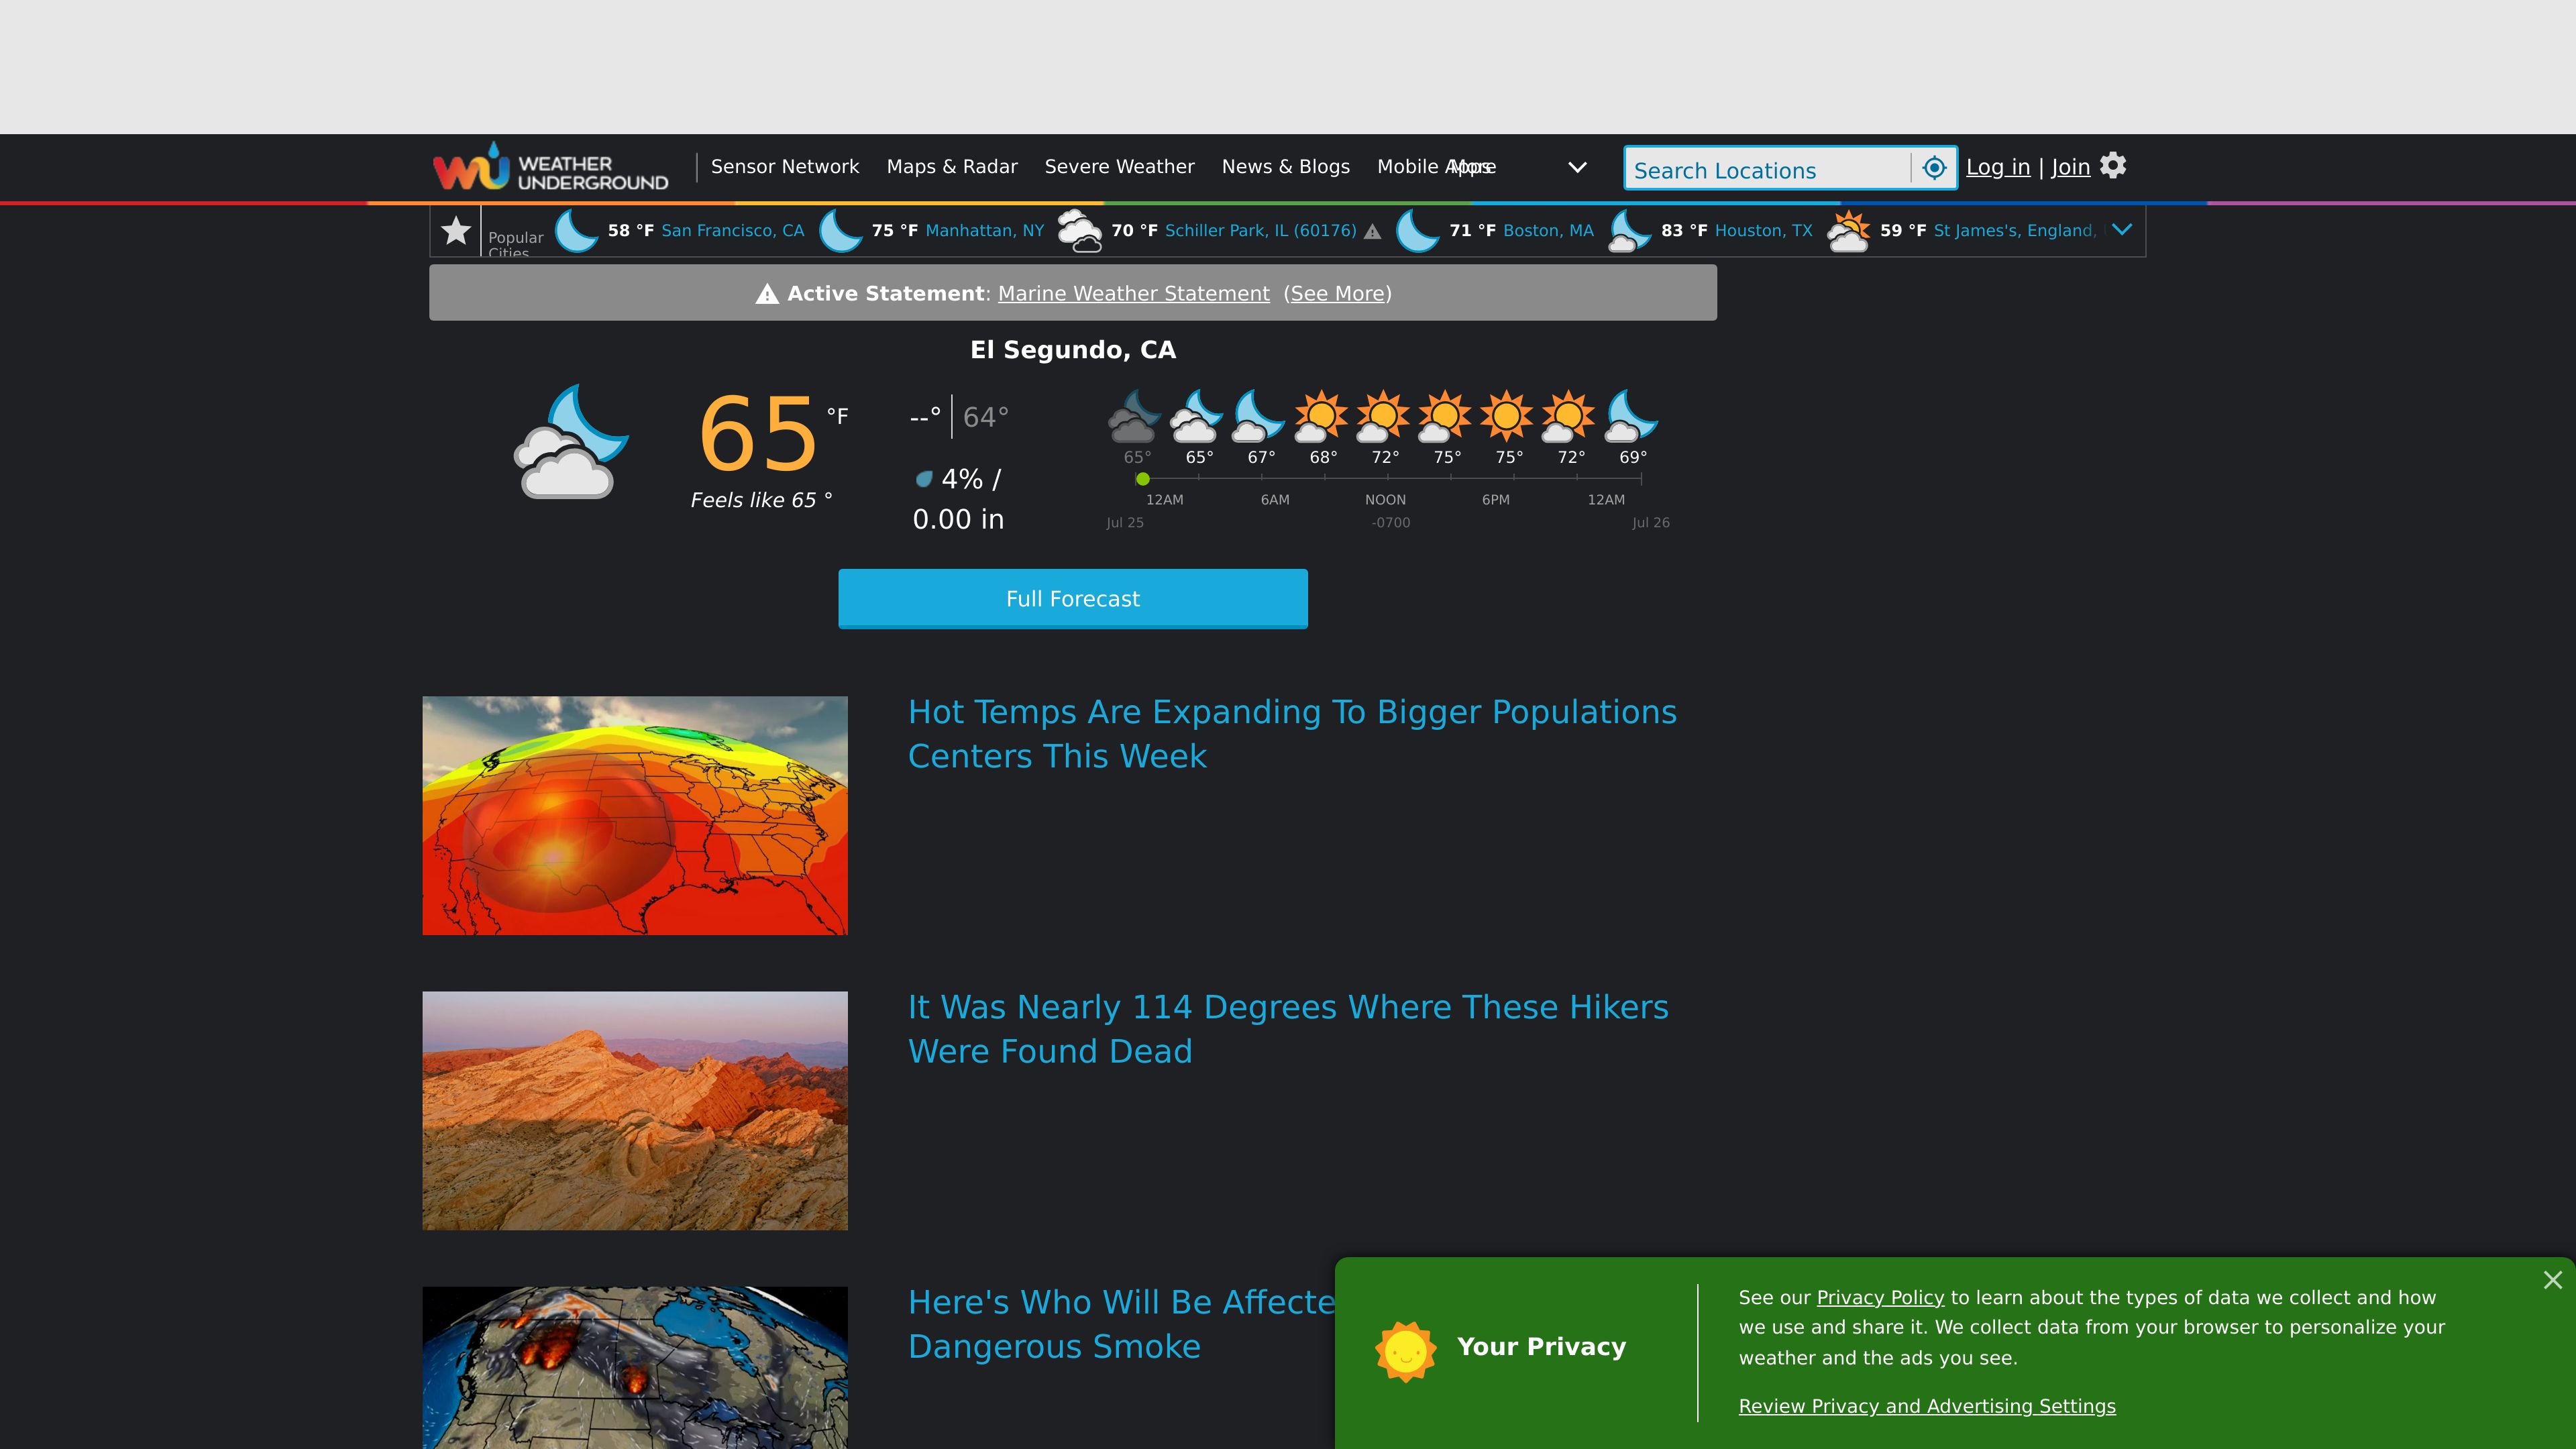 WEATHER
UNDERGROUND
Sensor Network Maps & Radar Severe Weather News & Blogs Mobile Apps More
Search Locations
Log in | Join
Popular
Cities
58 °F San Francisco, CA
75 °F Manhattan, NY
70 °F Schiller Park, IL (60176)
71 °F Boston, MA
83 °F Houston, TX
59 °F St James's, England,
Active Statement: Marine Weather Statement (See More)
El Segundo, CA
65 °F
Feels like 65 °
--° | 64°
4% /
0.00 in
65° 65° 67° 68° 72° 75° 75° 72° 69°
12AM 6AM NOON 6PM 12AM
Jul 25 -0700 Jul 26
Full Forecast
Hot Temps Are Expanding To Bigger Populations
Centers This Week
It Was Nearly 114 Degrees Where These Hikers
Were Found Dead
Here's Who Will Be
Dangerous Smoke
Your Privacy
See our Privacy Policy to learn about the types of data we collect and how
we use and share it. We collect data from your browser to personalize your
weather and the ads you see.
Review Privacy and Advertising Settings